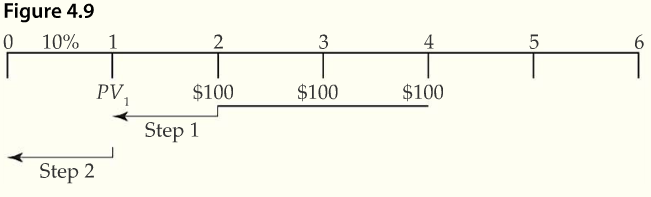 Figure 4.9
0 10% 1 2 3 4 5 6
PV1 $100 $100 $100
Step 1
Step 2